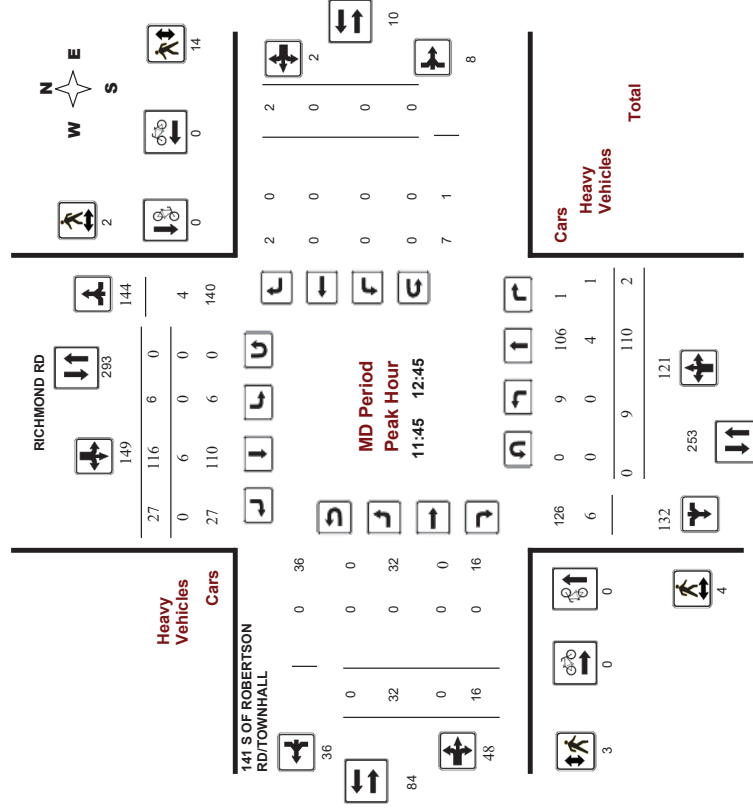 N
W E
S
14
0
2
0
RICHMOND RD
293
149
144
27 116 6 0
0 6 0 0 4
27 110 6 0 140
Heavy
Vehicles
Cars
10
2
8
2 0 2
0 0 0
0 0 0
0 0 0
7 1
MD Period
Peak Hour
11:45 12:45
141 S OF ROBERTSON
RD/TOWNHALL
36
84
48
0 36
0 0 0
32 0 32
0 0 0
16 0 16
Cars
Heavy
Vehicles
Total
126 0 9 106 1
6 0 0 4 1
0 9 110 2
132
121
253
3
0
0
4